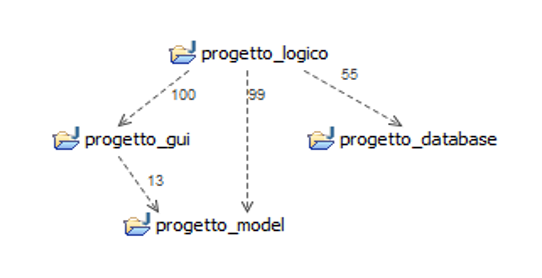 progetto_logico
55
100
99
progetto_gui
progetto_database
13
progetto_model